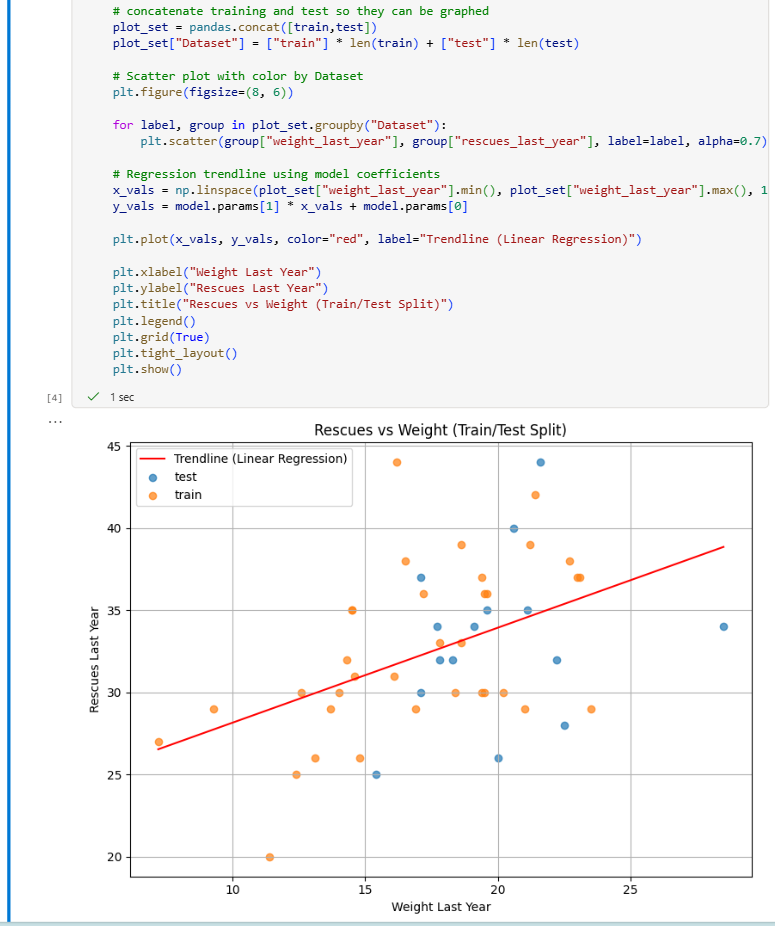 # concatenate training and test so they can be graphed
plot_set = pandas.concat([train,test])
plot_set["Dataset"] = ["train"] * len(train) + ["test"] * len(test)
# Scatter plot with color by Dataset
plt.figure(figsize=(8, 6))
for label, group in plot_set.groupby("Dataset"):
    plt.scatter(group["weight_last_year"], group["rescues_last_year"], label=label, alpha=0.7)
# Regression trendline using model coefficients
x_vals = np.linspace(plot_set["weight_last_year"].min(), plot_set["weight_last_year"].max(), 1
y_vals = model.params[1] * x_vals + model.params[0]
plt.plot(x_vals, y_vals, color="red", label="Trendline (Linear Regression)")
plt.xlabel("Weight Last Year")
plt.ylabel("Rescues Last Year")
plt.title("Rescues vs Weight (Train/Test Split)")
plt.legend()
plt.grid(True)
plt.tight_layout()
plt.show()
[4] 1 sec
...
Rescues vs Weight (Train/Test Split)
Trendline (Linear Regression)
test
train
45
40
35
30
25
20
Rescues Last Year
10 15 20 25
Weight Last Year